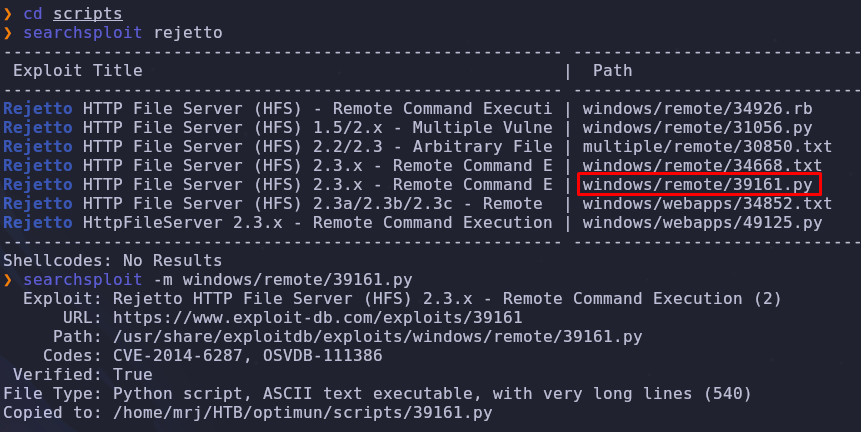 ❯ cd scripts
❯ searchsploit rejetto
---------------------------------------------------------- -----------------------------
 Exploit Title                                            |  Path
---------------------------------------------------------- -----------------------------
Rejetto HTTP File Server (HFS) - Remote Command Executi | windows/remote/34926.rb
Rejetto HTTP File Server (HFS) 1.5/2.x - Multiple Vulne | windows/remote/31056.py
Rejetto HTTP File Server (HFS) 2.2/2.3 - Arbitrary File | multiple/remote/30850.txt
Rejetto HTTP File Server (HFS) 2.3.x - Remote Command E | windows/remote/34668.txt
Rejetto HTTP File Server (HFS) 2.3.x - Remote Command E | windows/remote/39161.py
Rejetto HTTP File Server (HFS) 2.3a/2.3b/2.3c - Remote  | windows/webapps/34852.txt
Rejetto HttpFileServer 2.3.x - Remote Command Execution | windows/webapps/49125.py
---------------------------------------------------------- -----------------------------
Shellcodes: No Results
❯ searchsploit -m windows/remote/39161.py
  Exploit: Rejetto HTTP File Server (HFS) 2.3.x - Remote Command Execution (2)
      URL: https://www.exploit-db.com/exploits/39161
     Path: /usr/share/exploitdb/exploits/windows/remote/39161.py
    Codes: CVE-2014-6287, OSVDB-111386
 Verified: True
File Type: Python script, ASCII text executable, with very long lines (540)
Copied to: /home/mrj/HTB/optimun/scripts/39161.py